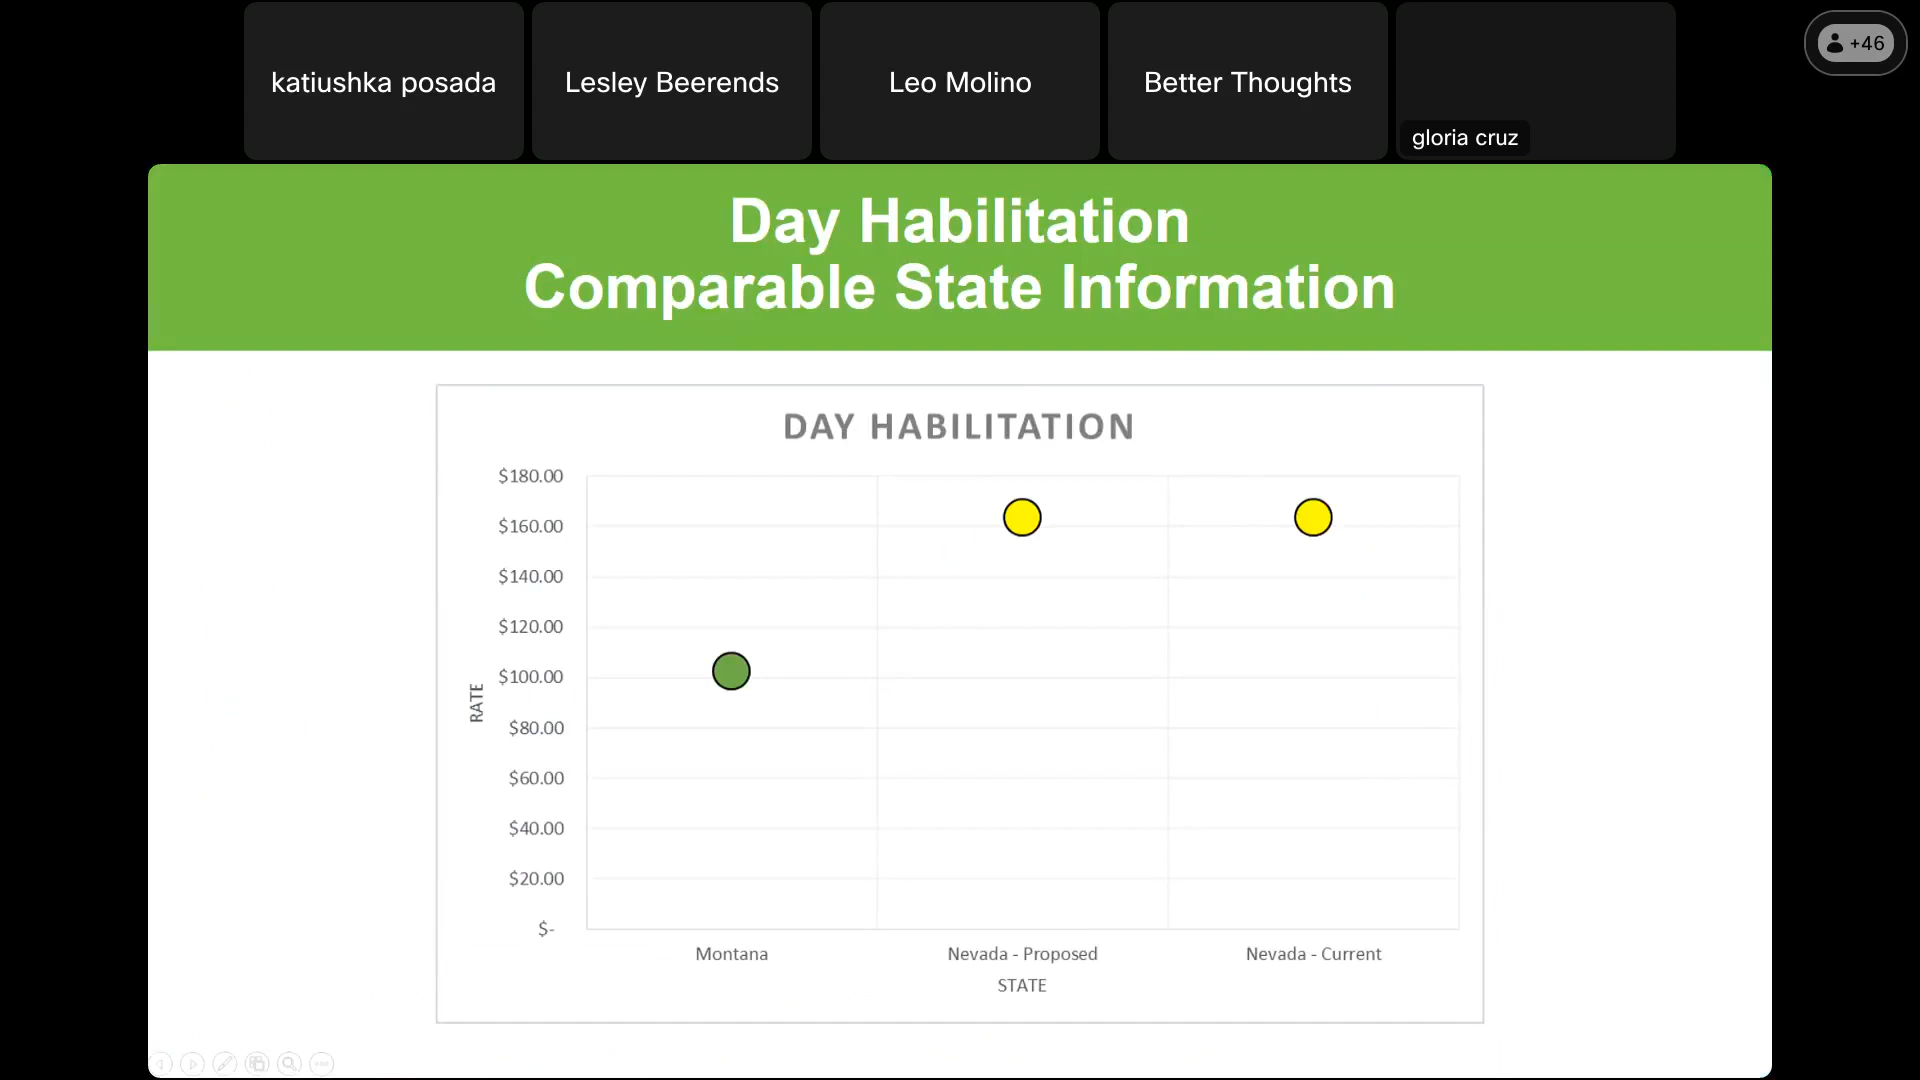 katiushka posada
Lesley Beerends
Leo Molino
Better Thoughts
gloria cruz
+46
Day Habilitation
Comparable State Information
DAY HABILITATION
$180.00
$160.00
$140.00
$120.00
$100.00
$80.00
$60.00
$40.00
$20.00
$-
RATE
Montana
Nevada - Proposed
Nevada - Current
STATE